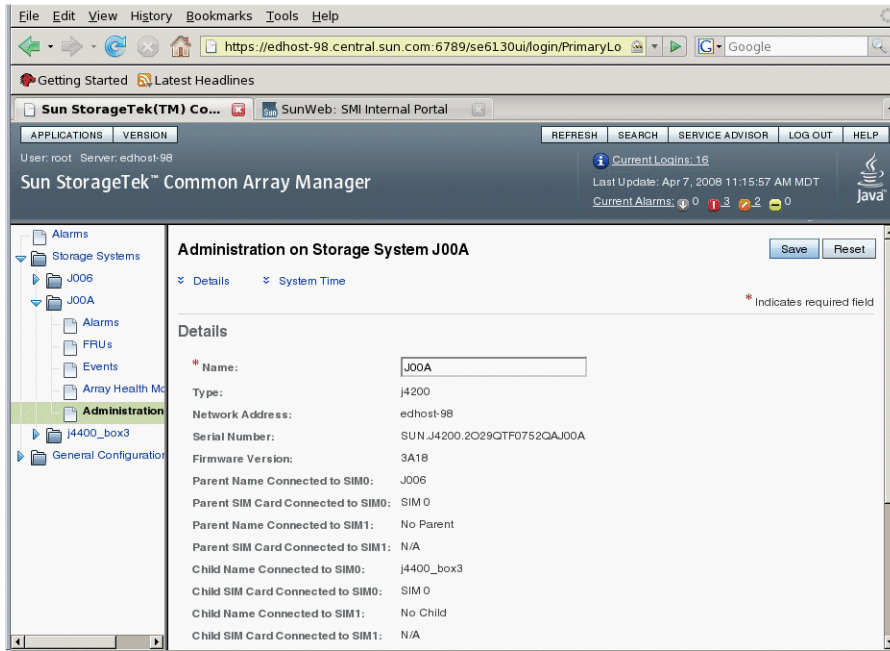 File Edit View History Bookmarks Tools Help
https://edhost-98.central.sun.com:6789/se6130ui/login/PrimaryLo
G Google
Getting Started Latest Headlines
Sun StorageTek(TM) Co... Sun SunWeb: SMI Internal Portal
APPLICATIONS VERSION REFRESH SEARCH SERVICE ADVISOR LOG OUT HELP
User: root Server: edhost-98
Current Logins: 16
Sun StorageTek™ Common Array Manager
Last Update: Apr 7, 2008 11:15:57 AM MDT
Current Alarms: 0 3 2 0
Java™
Alarms
Storage Systems
J006
J00A
Alarms
FRUs
Events
Array Health Mo
Administration
j4400_box3
General Configuration
Administration on Storage System J00A
Save Reset
Details System Time
* Indicates required field
Details
* Name: J00A
Type: j4200
Network Address: edhost-98
Serial Number: SUN.J4200.2029QTF0752QAJ00A
Firmware Version: 3A18
Parent Name Connected to SIM0: J006
Parent SIM Card Connected to SIM0: SIM 0
Parent Name Connected to SIM1: No Parent
Parent SIM Card Connected to SIM1: N/A
Child Name Connected to SIM0: j4400_box3
Child SIM Card Connected to SIM0: SIM 0
Child Name Connected to SIM1: No Child
Child SIM Card Connected to SIM1: N/A